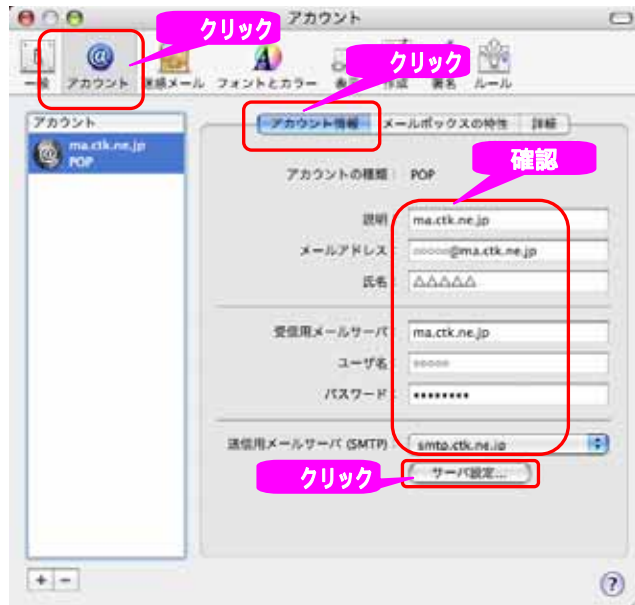 アカウント
クリック
クリック
一般 アカウント 迷惑メール フォントとカラー 作成 署名 ルール
アカウント
ma.ctk.ne.jp
POP
アカウント情報 メールボックスの特性 詳細
確認
アカウントの種類： POP
説明 ma.ctk.ne.jp
メールアドレス ○○○○○@ma.ctk.ne.jp
氏名 △△△△△
受信用メールサーバ ma.ctk.ne.jp
ユーザ名 ○○○○○
パスワード ••••••••
送信用メールサーバ (SMTP) smtp.ctk.ne.jp
クリック サーバ設定...
+ - ?